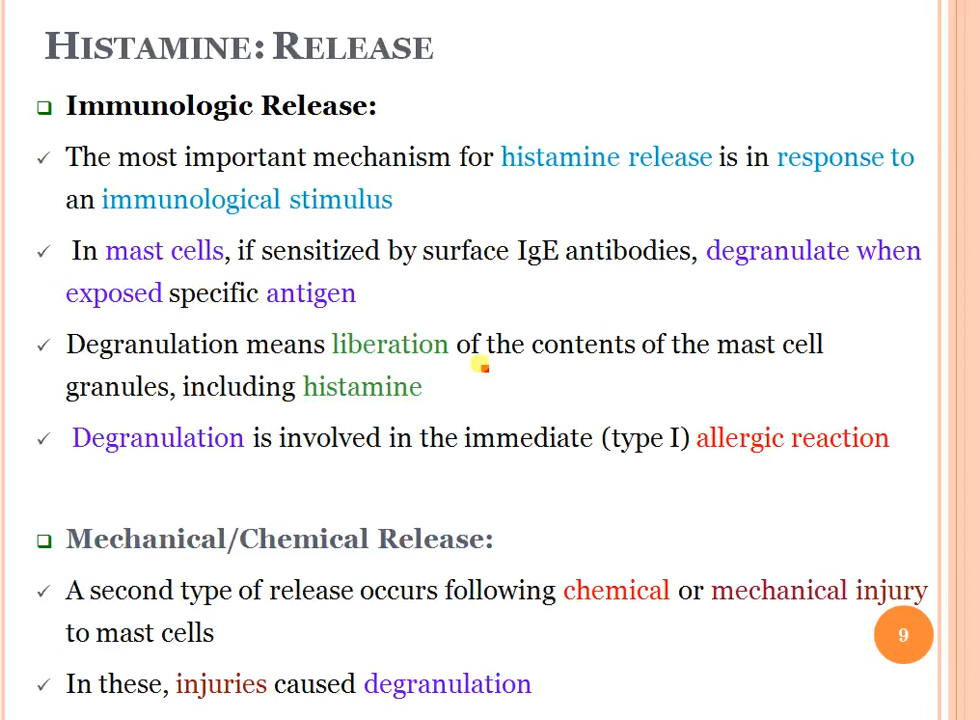 HISTAMINE: RELEASE
Immunologic Release:
The most important mechanism for histamine release is in response to
an immunological stimulus
In mast cells, if sensitized by surface IgE antibodies, degranulate when
exposed specific antigen
Degranulation means liberation of the contents of the mast cell
granules, including histamine
Degranulation is involved in the immediate (type I) allergic reaction
Mechanical/Chemical Release:
A second type of release occurs following chemical or mechanical injury
to mast cells
9
In these, injuries caused degranulation